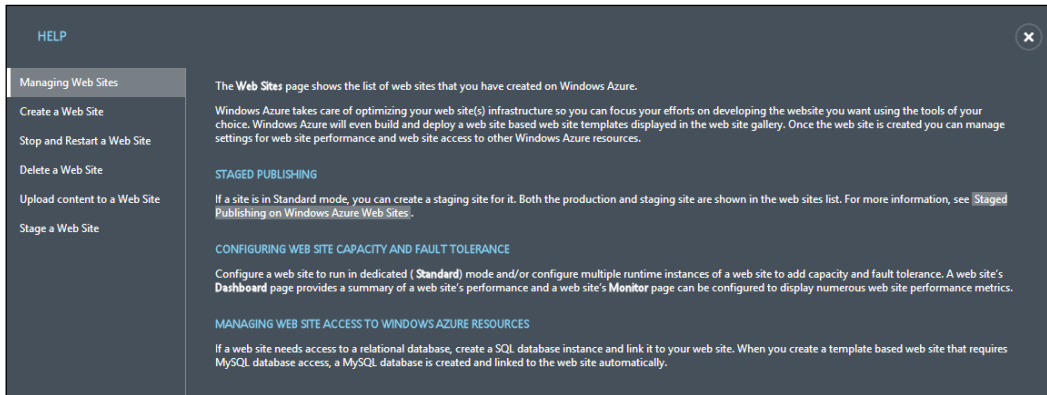 HELP
Managing Web Sites
Create a Web Site
Stop and Restart a Web Site
Delete a Web Site
Upload content to a Web Site
Stage a Web Site
The Web Sites page shows the list of web sites that you have created on Windows Azure.
Windows Azure takes care of optimizing your web site(s) infrastructure so you can focus your efforts on developing the website you want using the tools of your
choice. Windows Azure will even build and deploy a web site based web site templates displayed in the web site gallery. Once the web site is created you can manage
settings for web site performance and web site access to other Windows Azure resources.
STAGED PUBLISHING
If a site is in Standard mode, you can create a staging site for it. Both the production and staging site are shown in the web sites list. For more information, see Staged
Publishing on Windows Azure Web Sites .
CONFIGURING WEB SITE CAPACITY AND FAULT TOLERANCE
Configure a web site to run in dedicated ( Standard) mode and/or configure multiple runtime instances of a web site to add capacity and fault tolerance. A web site's
Dashboard page provides a summary of a web site's performance and a web site's Monitor page can be configured to display numerous web site performance metrics.
MANAGING WEB SITE ACCESS TO WINDOWS AZURE RESOURCES
If a web site needs access to a relational database, create a SQL database instance and link it to your web site. When you create a template based web site that requires
MySQL database access, a MySQL database is created and linked to the web site automatically.